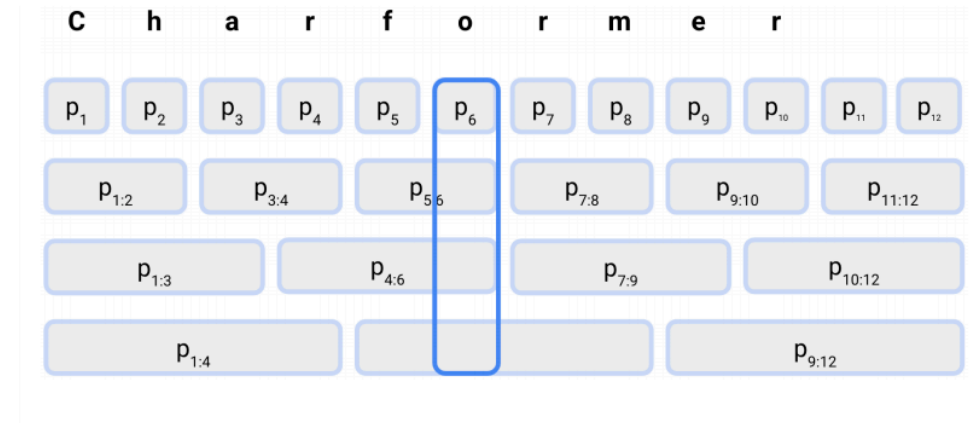 C h a r f o r m e r
p1 p2 p3 p4 p5 p6 p7 p8 p9 p10 p11 p12
p1:2 p3:4 p5:6 p7:8 p9:10 p11:12
p1:3 p4:6 p7:9 p10:12
p1:4 p9:12